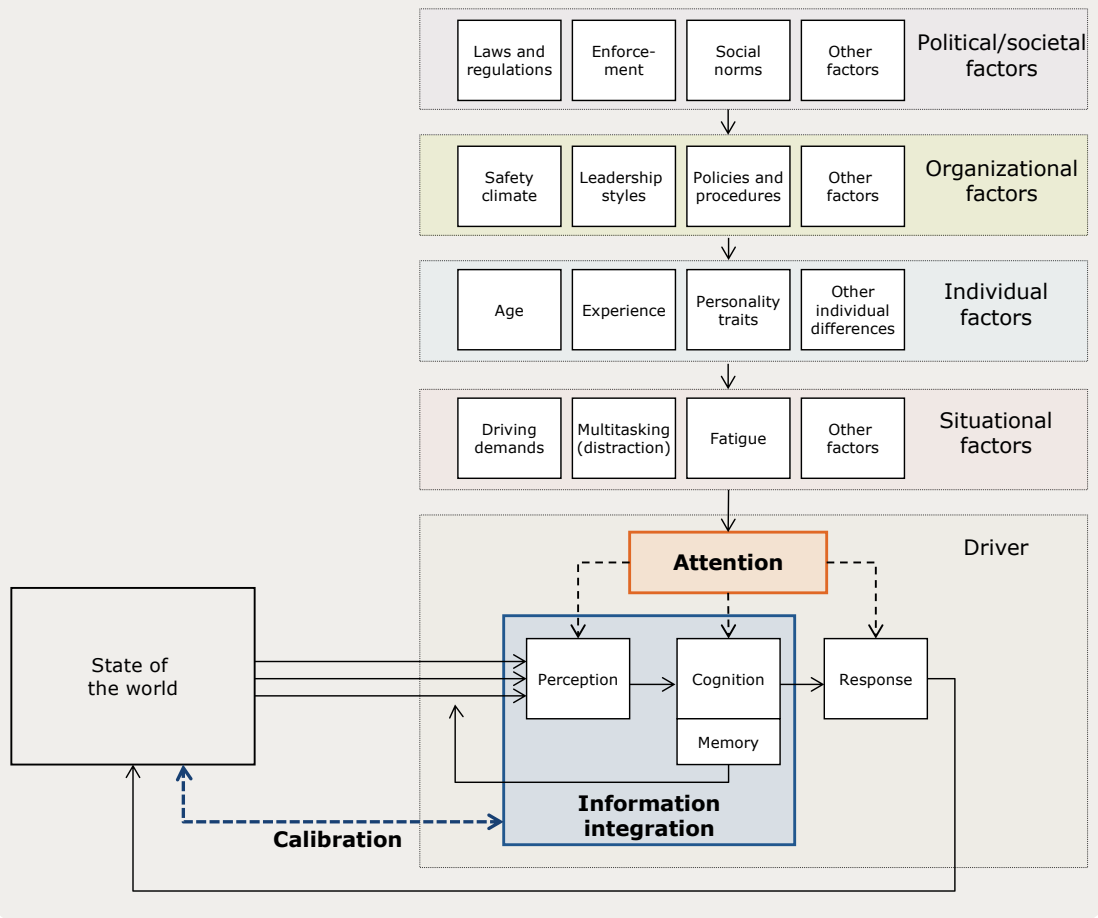 Laws and
regulations
Enforce-
ment
Social
norms
Other
factors
Political/societal
factors
Safety
climate
Leadership
styles
Policies and
procedures
Other
factors
Organizational
factors
Age
Experience
Personality
traits
Other
individual
differences
Individual
factors
Driving
demands
Multitasking
(distraction)
Fatigue
Other
factors
Situational
factors
Driver
Attention
State of
the world
Perception
Cognition
Response
Memory
Information
integration
Calibration